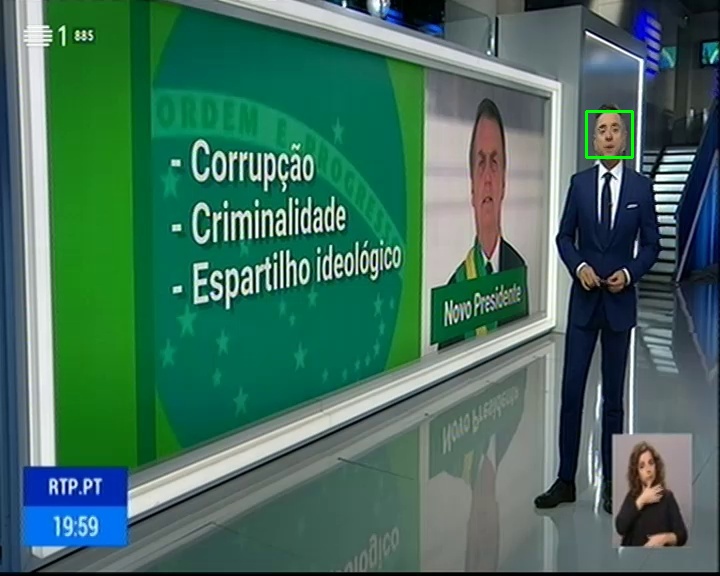 1 885
ORDEM E PROGRESSO
- Corrupção
- Criminalidade
- Espartilho ideológico
Novo Presidente
RTP.PT
19:59